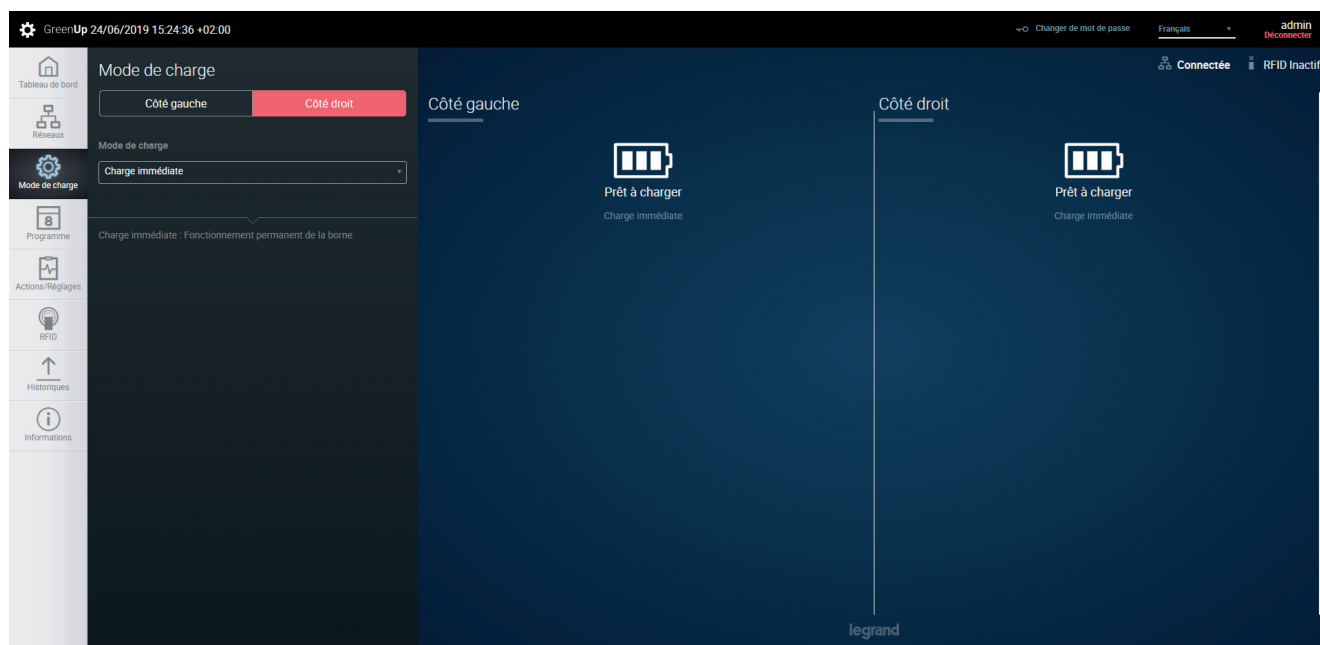 GreenUp 24/06/2019 15:24:36 +02:00
Changer de mot de passe
Français
admin
Déconnecter
Connectée
RFID Inactif
Tableau de bord
Réseaux
Mode de charge
8
Programme
Actions/Réglages
RFID
Historiques
Informations
Mode de charge
Côté gauche
Côté droit
Mode de charge
Charge immédiate
Charge immédiate : Fonctionnement permanent de la borne.
Côté gauche
Prêt à charger
Charge immédiate
Côté droit
Prêt à charger
Charge immédiate
legrand